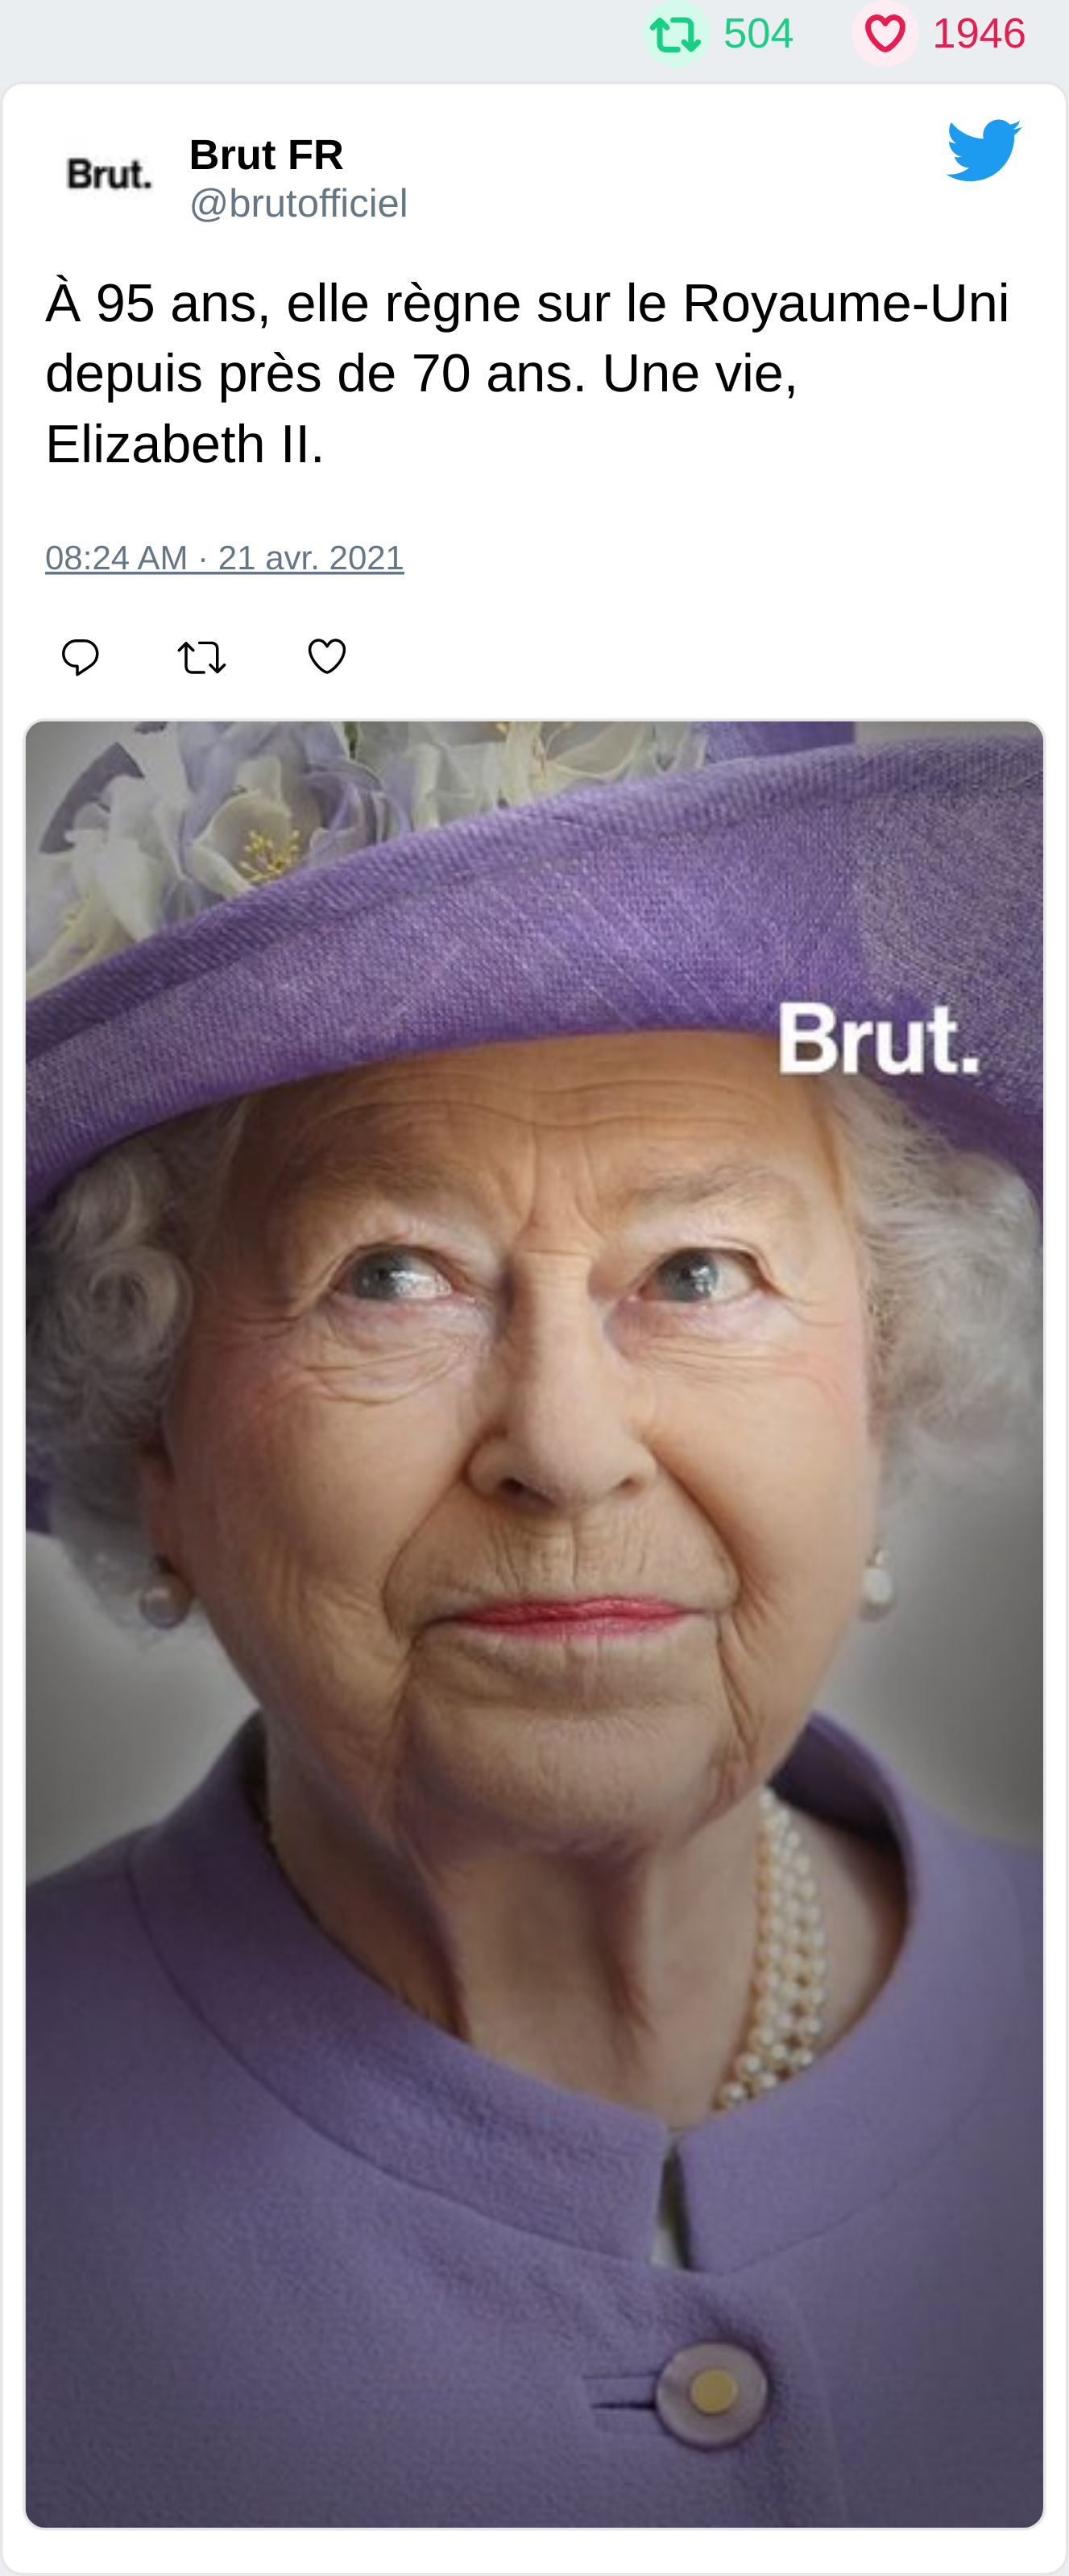 504 1946
Brut.
Brut FR
@brutofficiel
À 95 ans, elle règne sur le Royaume-Uni
depuis près de 70 ans. Une vie,
Elizabeth II.
08:24 AM · 21 avr. 2021
Brut.